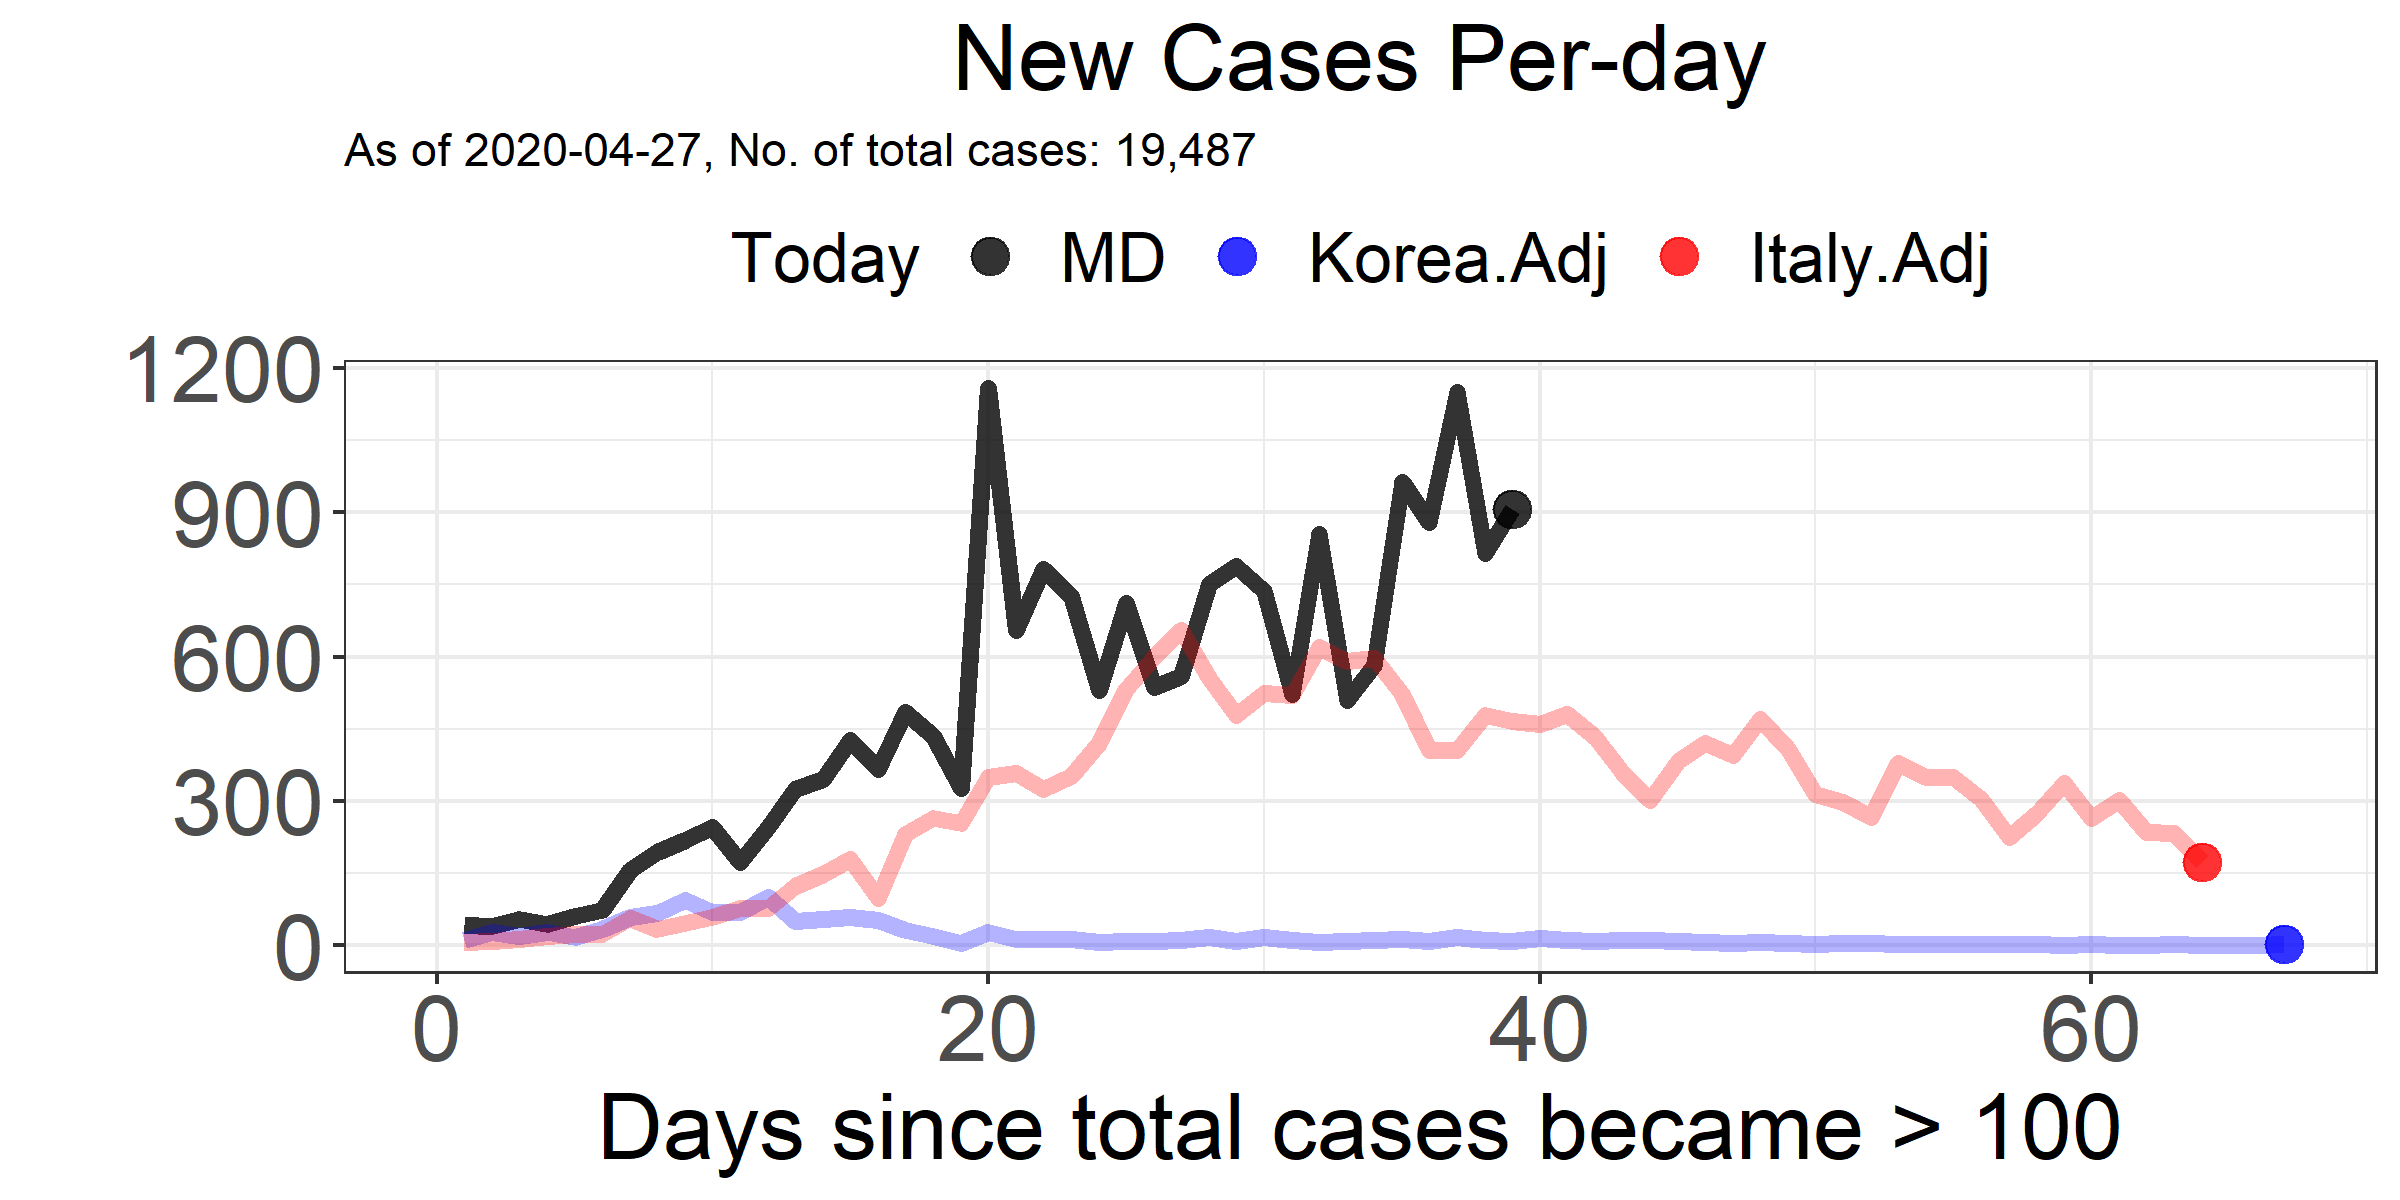 New Cases Per-day
As of 2020-04-27, No. of total cases: 19,487
Today MD Korea.Adj Italy.Adj
1200
900
600
300
0
0 20 40 60
Days since total cases became > 100